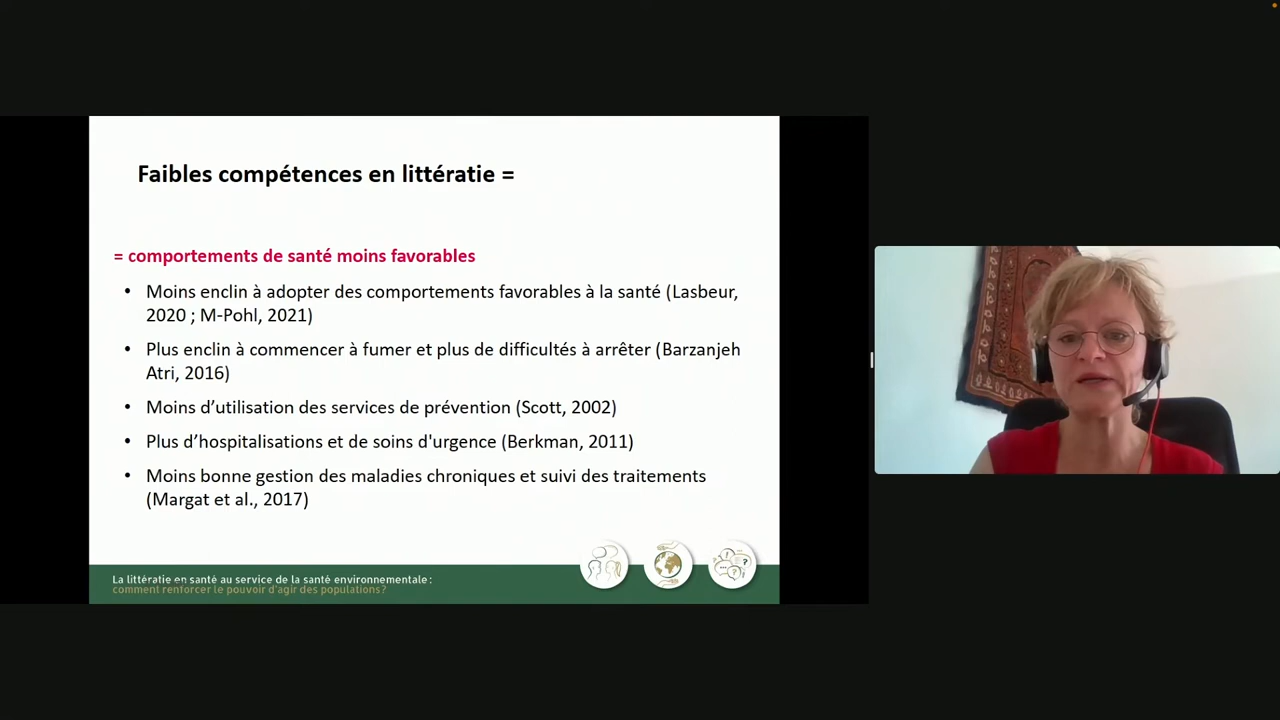 Faibles compétences en littératie =
= comportements de santé moins favorables
• Moins enclin à adopter des comportements favorables à la santé (Lasbeur,
2020 ; M-Pohl, 2021)
• Plus enclin à commencer à fumer et plus de difficultés à arrêter (Barzanjeh
Atri, 2016)
• Moins d’utilisation des services de prévention (Scott, 2002)
• Plus d’hospitalisations et de soins d'urgence (Berkman, 2011)
• Moins bonne gestion des maladies chroniques et suivi des traitements
(Margat et al., 2017)
La littératie en santé au service de la santé environnementale :
comment renforcer le pouvoir d'agir des populations ?